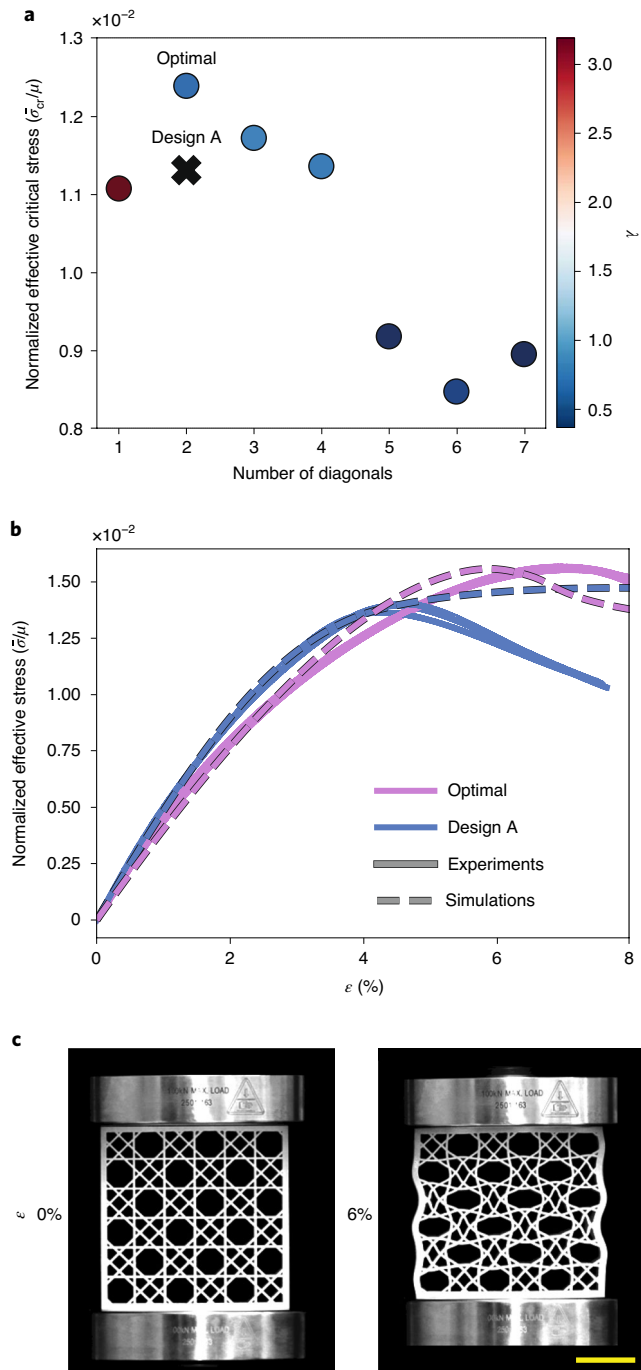 a
×10⁻²
Normalized effective critical stress (σ̄cr/μ)
1.3
1.2
1.1
1.0
0.9
0.8
Optimal
Design A
1
2
3
4
5
6
7
Number of diagonals
3.0
2.5
2.0
1.5
1.0
0.5
λ
b
×10⁻²
Normalized effective stress (σ̄/μ)
1.50
1.25
1.00
0.75
0.50
0.25
0
Optimal
Design A
Experiments
Simulations
0
2
4
6
8
ε (%)
c
ε 0%
6%
100kN MAX. LOAD